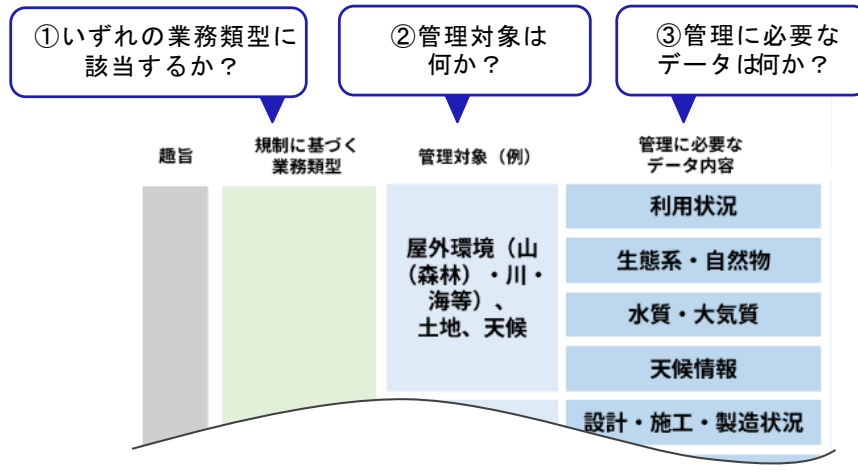 ①いずれの業務類型に
該当するか？
②管理対象は
何か？
③管理に必要な
データは何か？
趣旨
規制に基づく
業務類型
管理対象（例）
管理に必要な
データ内容
屋外環境（山
（森林）・川・
海等）、
土地、天候
利用状況
生態系・自然物
水質・大気質
天候情報
設計・施工・製造状況